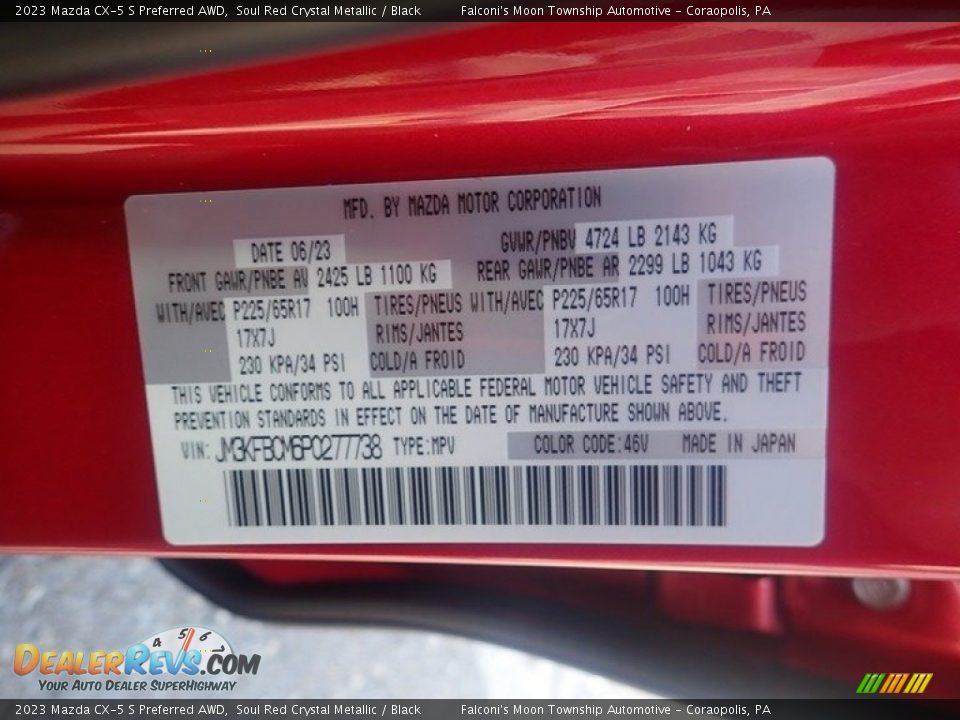 2023 Mazda CX-5 S Preferred AWD, Soul Red Crystal Metallic / Black Falconi's Moon Township Automotive - Coraopolis, PA
MFD. BY MAZDA MOTOR CORPORATION
DATE 06/23 GVWR/PNBV 4724 LB 2143 KG
FRONT GAWR/PNBE AV 2425 LB 1100 KG REAR GAWR/PNBE AR 2299 LB 1043 KG
WITH/AVEC P225/65R17 100H TIRES/PNEUS WITH/AVEC P225/65R17 100H TIRES/PNEUS
17X7J RIMS/JANTES 17X7J RIMS/JANTES
230 KPA/34 PSI COLD/A FROID 230 KPA/34 PSI COLD/A FROID
THIS VEHICLE CONFORMS TO ALL APPLICABLE FEDERAL MOTOR VEHICLE SAFETY AND THEFT
PREVENTION STANDARDS IN EFFECT ON THE DATE OF MANUFACTURE SHOWN ABOVE.
VIN: JM3KFBCM6P0277738 TYPE:MPV COLOR CODE:46V MADE IN JAPAN
4 5 6
DEALERREVS.COM
YOUR AUTO DEALER SUPERHIGHWAY
2023 Mazda CX-5 S Preferred AWD, Soul Red Crystal Metallic / Black Falconi's Moon Township Automotive - Coraopolis, PA